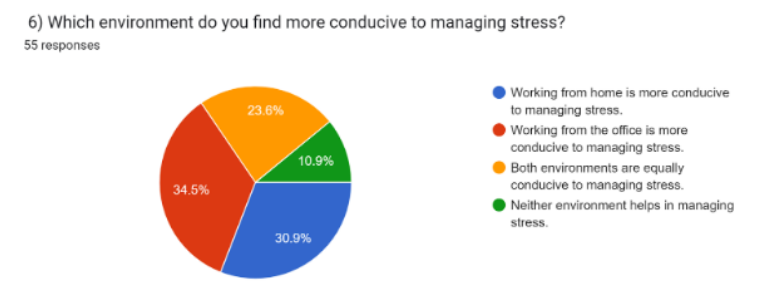 6) Which environment do you find more conducive to managing stress?
55 responses
23.6%
10.9%
34.5%
30.9%
Working from home is more conducive
to managing stress.
Working from the office is more
conducive to managing stress.
Both environments are equally
conducive to managing stress.
Neither environment helps in managing
stress.